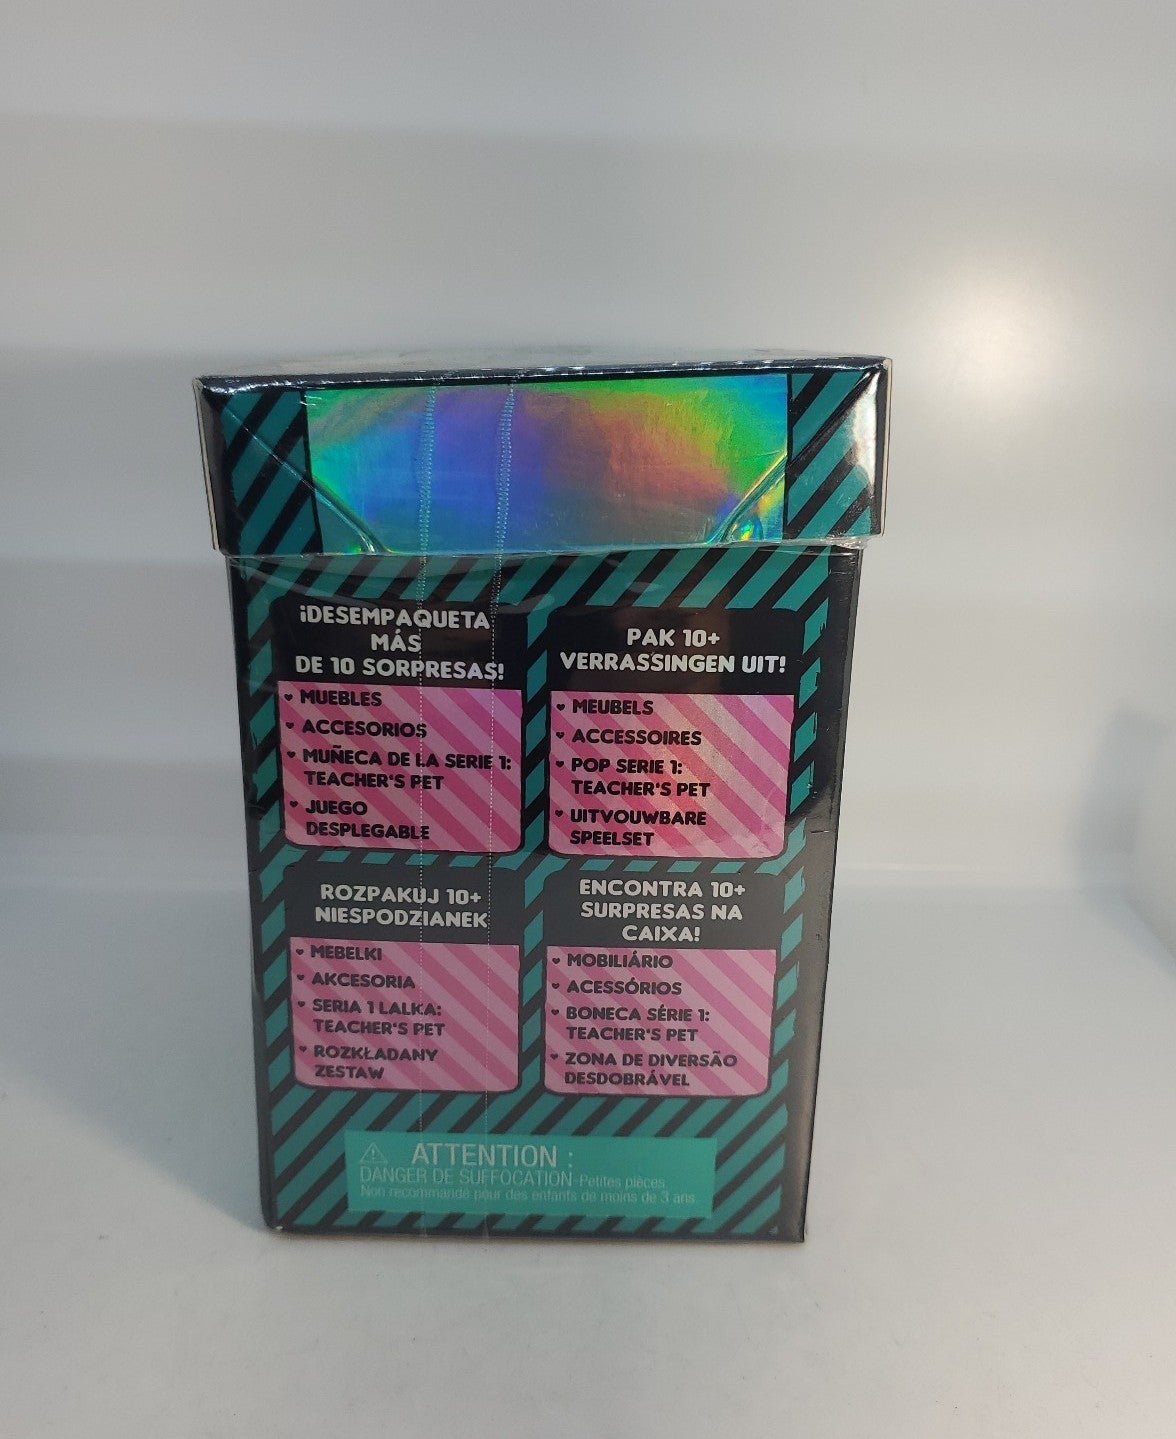 ¡DESEMPAQUETA
MÁS
DE 10 SORPRESAS!
MUEBLES
ACCESORIOS
MUÑECA DE LA SERIE 1:
TEACHER'S PET
JUEGO
DESPLEGABLE
PAK 10+
VERRASSINGEN UIT!
MEUBELS
ACCESSOIRES
POP SERIE 1:
TEACHER'S PET
UITVOUWBARE
SPEELSET
ROZPAKUJ 10+
NIESPODZIANEK
MEBELKI
AKCESORIA
SERIA 1 LALKA:
TEACHER'S PET
ROZKŁADANY
ZESTAW
ENCONTRA 10+
SURPRESAS NA
CAIXA!
MOBILIÁRIO
ACESSÓRIOS
BONECA SÉRIE 1:
TEACHER'S PET
ZONA DE DIVERSÃO
DESDOBRÁVEL
ATTENTION :
DANGER DE SUFFOCATION-Petites pièces.
Non recommandé pour des enfants de moins de 3 ans.